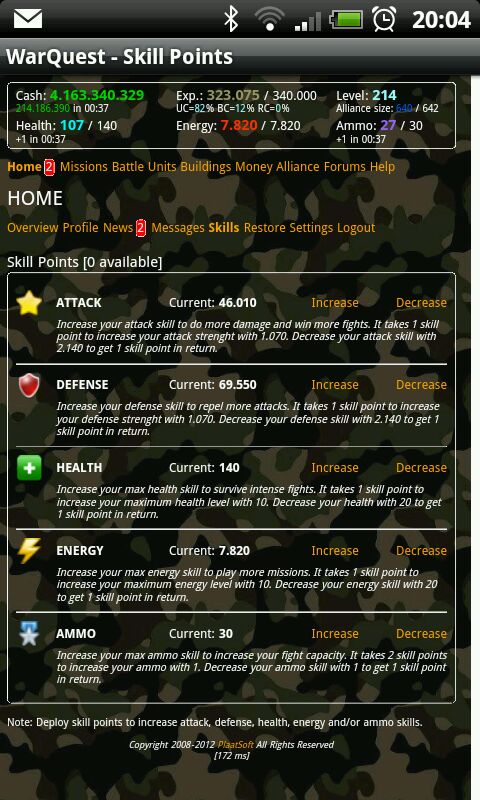 20:04
WarQuest - Skill Points
Cash: 4.163.340.329 Exp.: 323.075 / 340.000 Level: 214
214.186.390 in 00:37 UC=82% BC=12% RC=0% Alliance size: 640 / 642
Health: 107 / 140 Energy: 7.820 / 7.820 Ammo: 27 / 30
+1 in 00:37 +1 in 00:37
Home 2 Missions Battle Units Buildings Money Alliance Forums Help
HOME
Overview Profile News 2 Messages Skills Restore Settings Logout
Skill Points [0 available]
ATTACK Current: 46.010 Increase Decrease
Increase your attack skill to do more damage and win more fights. It takes 1 skill
point to increase your attack strenght with 1.070. Decrease your attack skill with
2.140 to get 1 skill point in return.
DEFENSE Current: 69.550 Increase Decrease
Increase your defense skill to repel more attacks. It takes 1 skill point to increase
your defense strenght with 1.070. Decrease your defense skill with 2.140 to get 1
skill point in return.
HEALTH Current: 140 Increase Decrease
Increase your max health skill to survive intense fights. It takes 1 skill point to
increase your maximum health level with 10. Decrease your health with 20 to get
1 skill point in return.
ENERGY Current: 7.820 Increase Decrease
Increase your max energy skill to play more missions. It takes 1 skill point to
increase your maximum energy level with 10. Decrease your energy skill with 20
to get 1 skill point in return.
AMMO Current: 30 Increase Decrease
Increase your max ammo skill to increase your fight capacity. It takes 2 skill points
to increase your ammo with 1. Decrease your ammo skill with 1 to get 1 skill point
in return.
Note: Deploy skill points to increase attack, defense, health, energy and/or ammo skills.
Copyright 2008-2012 PlaatSoft All Rights Reserved
[172 ms]